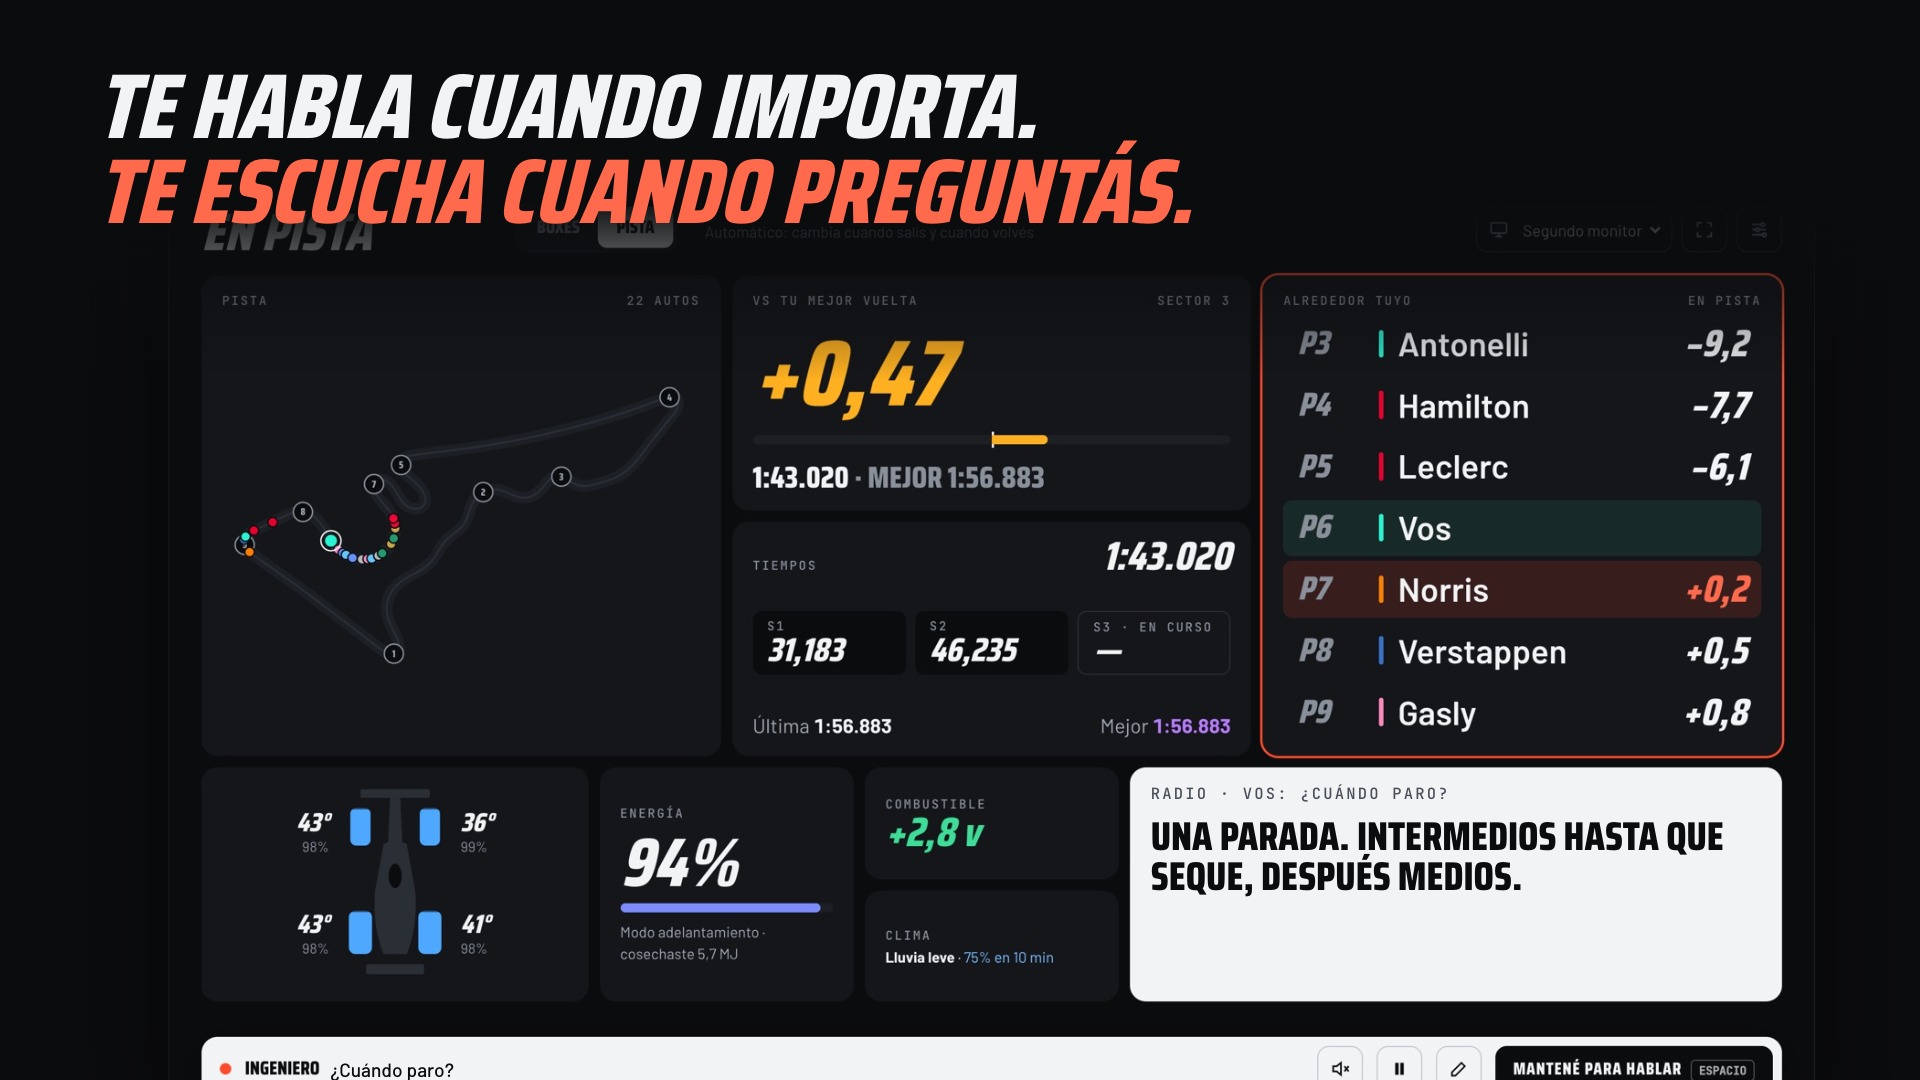 TE HABLA CUANDO IMPORTA.
TE ESCUCHA CUANDO PREGUNTÁS.
EN PISTA
BOXES
PISTA
Automático: cambia cuando salís y cuando volvés
Segundo monitor
PISTA
22 AUTOS
4
5
7
2
3
8
1
VS TU MEJOR VUELTA
SECTOR 3
+0,47
1:43.020 · MEJOR 1:56.883
TIEMPOS
1:43.020
S1
31,183
S2
46,235
S3 · EN CURSO
—
Última 1:56.883
Mejor 1:56.883
ALREDEDOR TUYO
EN PISTA
P3 Antonelli −9,2
P4 Hamilton −7,7
P5 Leclerc −6,1
P6 Vos
P7 Norris +0,2
P8 Verstappen +0,5
P9 Gasly +0,8
43°
98%
36°
99%
43°
98%
41°
98%
ENERGÍA
94%
Modo adelantamiento ·
cosechaste 5,7 MJ
COMBUSTIBLE
+2,8 v
CLIMA
Lluvia leve · 75% en 10 min
RADIO · VOS: ¿CUÁNDO PARO?
UNA PARADA. INTERMEDIOS HASTA QUE
SEQUE, DESPUÉS MEDIOS.
INGENIERO ¿Cuándo paro?
MANTENÉ PARA HABLAR ESPACIO